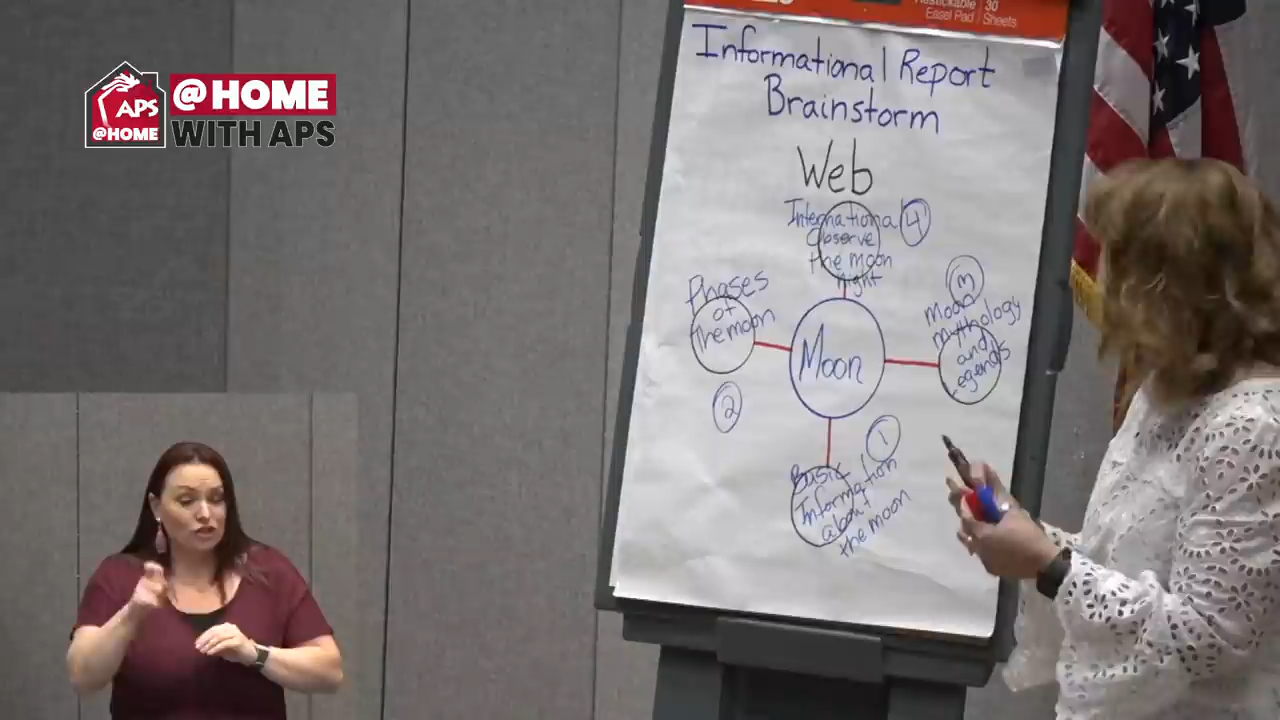 Restickable
30
Easel Pad
Sheets
APS
@HOME
@HOME
WITH APS
Informational Report
Brainstorm
Web
International
Observe
the moon
night
4
Phases
of
the moon
2
3
Moon
mythology
and
Legends
Moon
1
Basic
Information
about
the moon